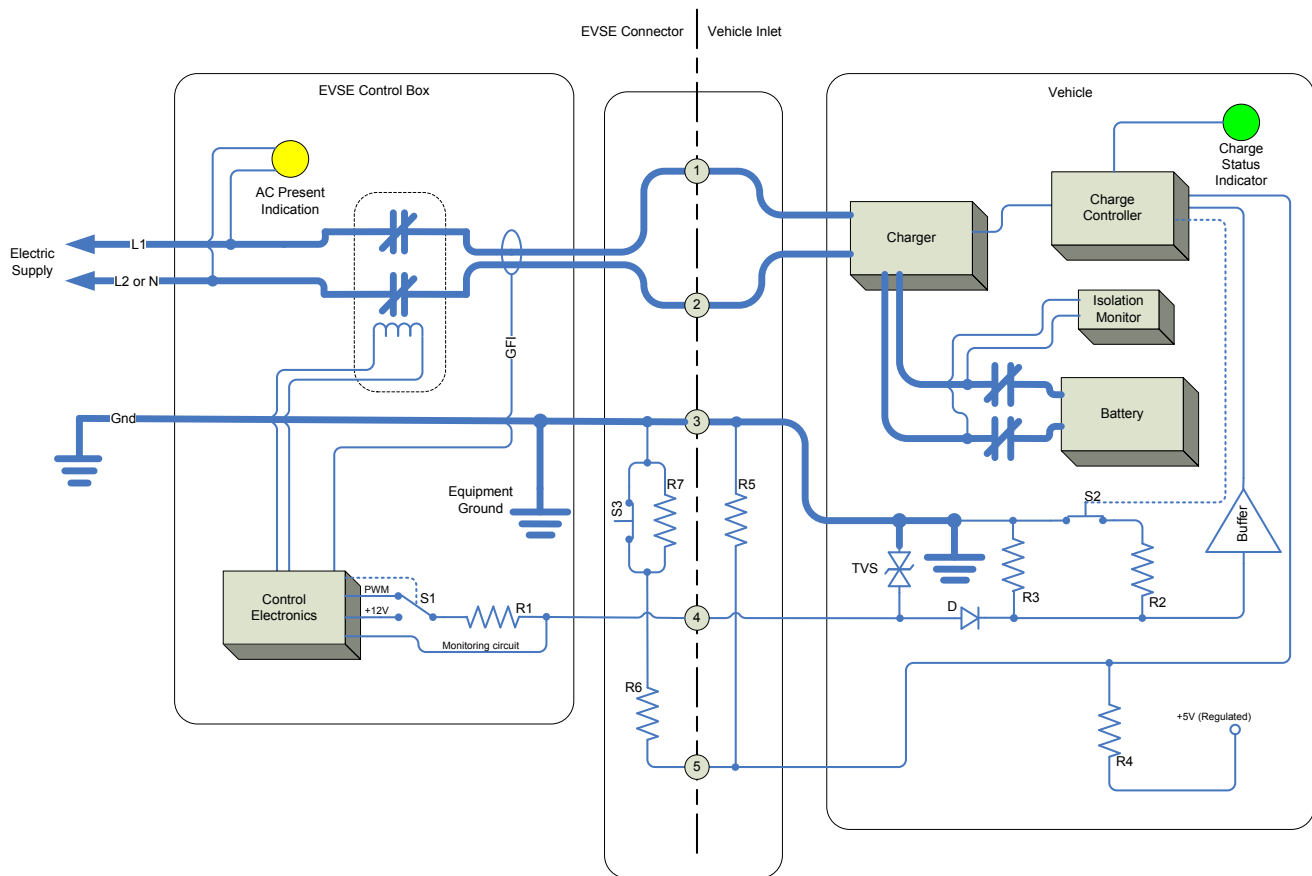 EVSE Connector
Vehicle Inlet
EVSE Control Box
Vehicle
AC Present
Indication
Charge
Status
Indicator
1
Charge
Controller
Charger
Electric
Supply
L1
L2 or N
2
Isolation
Monitor
GFI
Gnd
3
Battery
Equipment
Ground
S3
R7
R5
S2
Buffer
TVS
R3
R2
Control
Electronics
PWM
+12V
S1
R1
Monitoring circuit
4
D
R6
+5V (Regulated)
R4
5